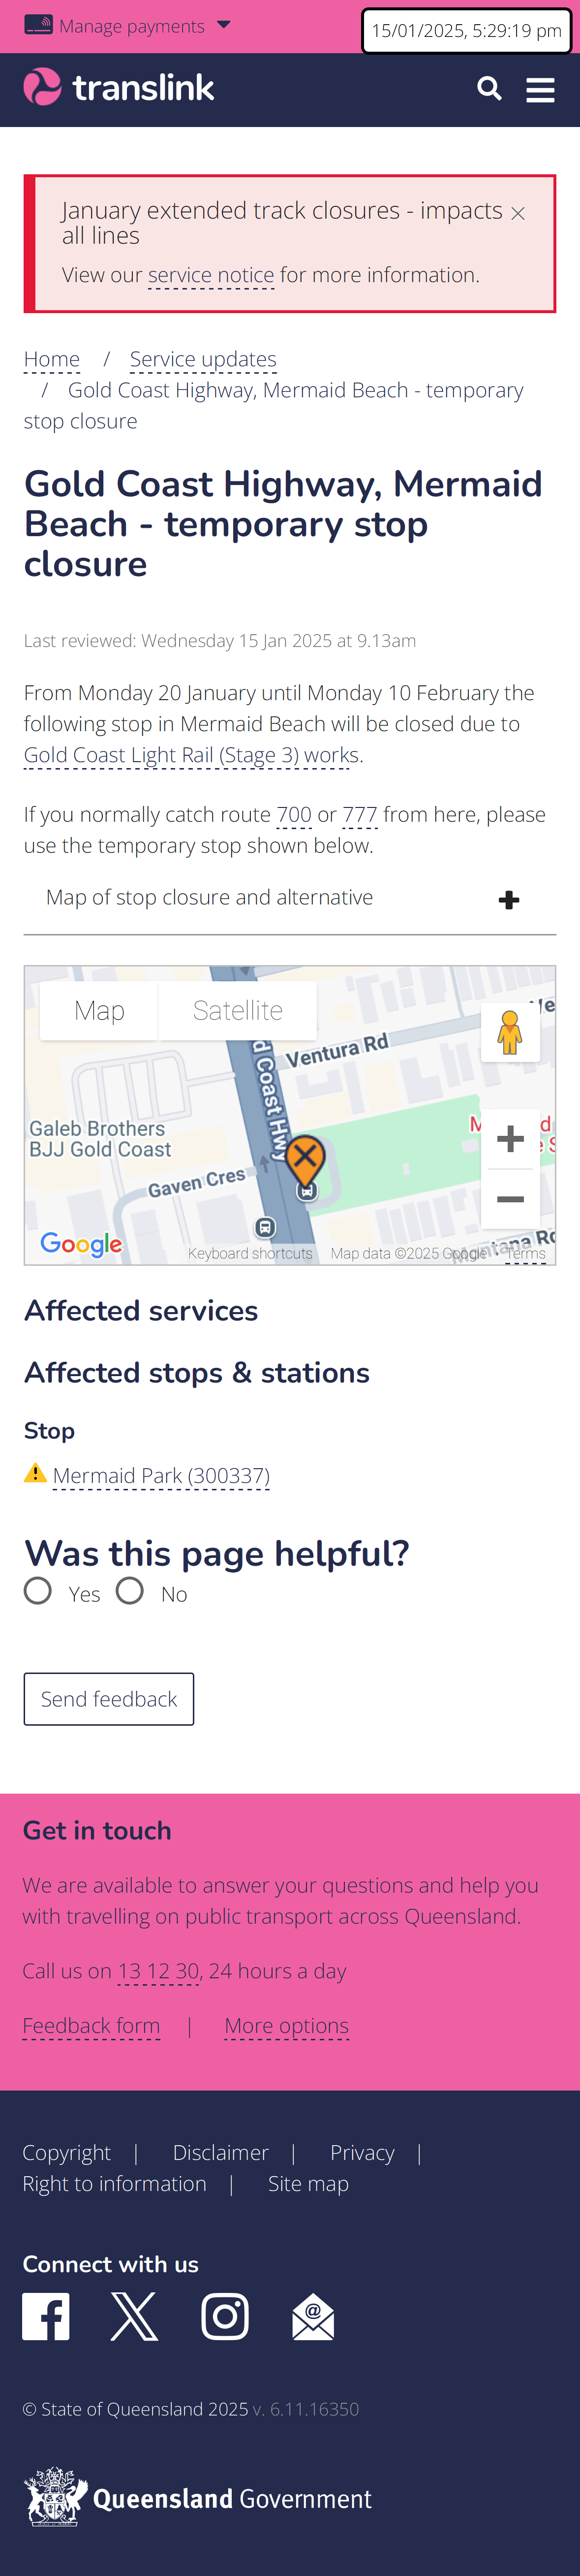 Manage payments
15/01/2025, 5:29:19 pm
translink
January extended track closures - impacts
all lines
View our service notice for more information.
Home / Service updates
/ Gold Coast Highway, Mermaid Beach - temporary
stop closure
Gold Coast Highway, Mermaid
Beach - temporary stop
closure
Last reviewed: Wednesday 15 Jan 2025 at 9.13am
From Monday 20 January until Monday 10 February the
following stop in Mermaid Beach will be closed due to
Gold Coast Light Rail (Stage 3) works.
If you normally catch route 700 or 777 from here, please
use the temporary stop shown below.
Map of stop closure and alternative
Map
Satellite
Ventura Rd
d Coast Hwy
Galeb Brothers
BJJ Gold Coast
Gaven Cres
Google
Keyboard shortcuts
Map data ©2025 Google
Terms
Affected services
Affected stops & stations
Stop
Mermaid Park (300337)
Was this page helpful?
Yes
No
Send feedback
Get in touch
We are available to answer your questions and help you
with travelling on public transport across Queensland.
Call us on 13 12 30, 24 hours a day
Feedback form | More options
Copyright | Disclaimer | Privacy |
Right to information | Site map
Connect with us
© State of Queensland 2025 v. 6.11.16350
Queensland Government